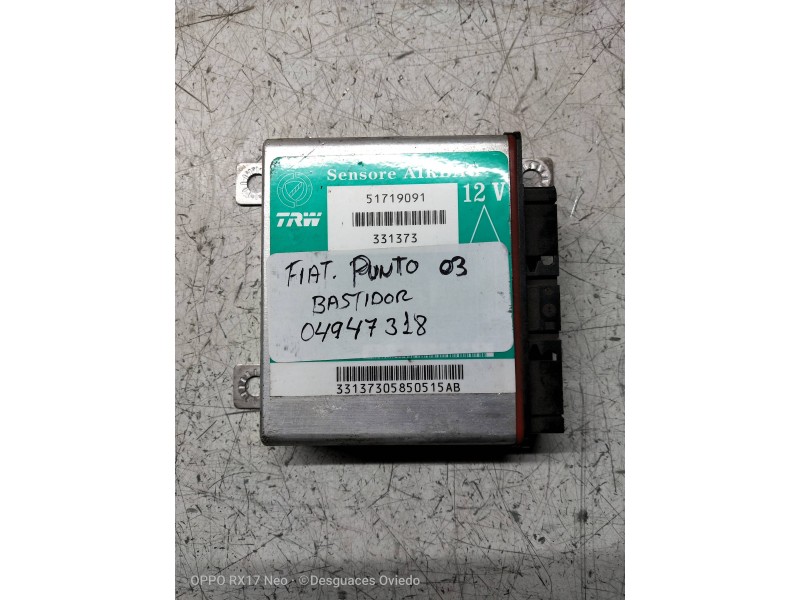 Sensore AIRBAG
51719091
12 V
TRW
331373
FIAT. PUNTO 03
BASTIDOR
04947318
33137305850515AB
OPPO RX17 Neo · ®Desguaces Oviedo